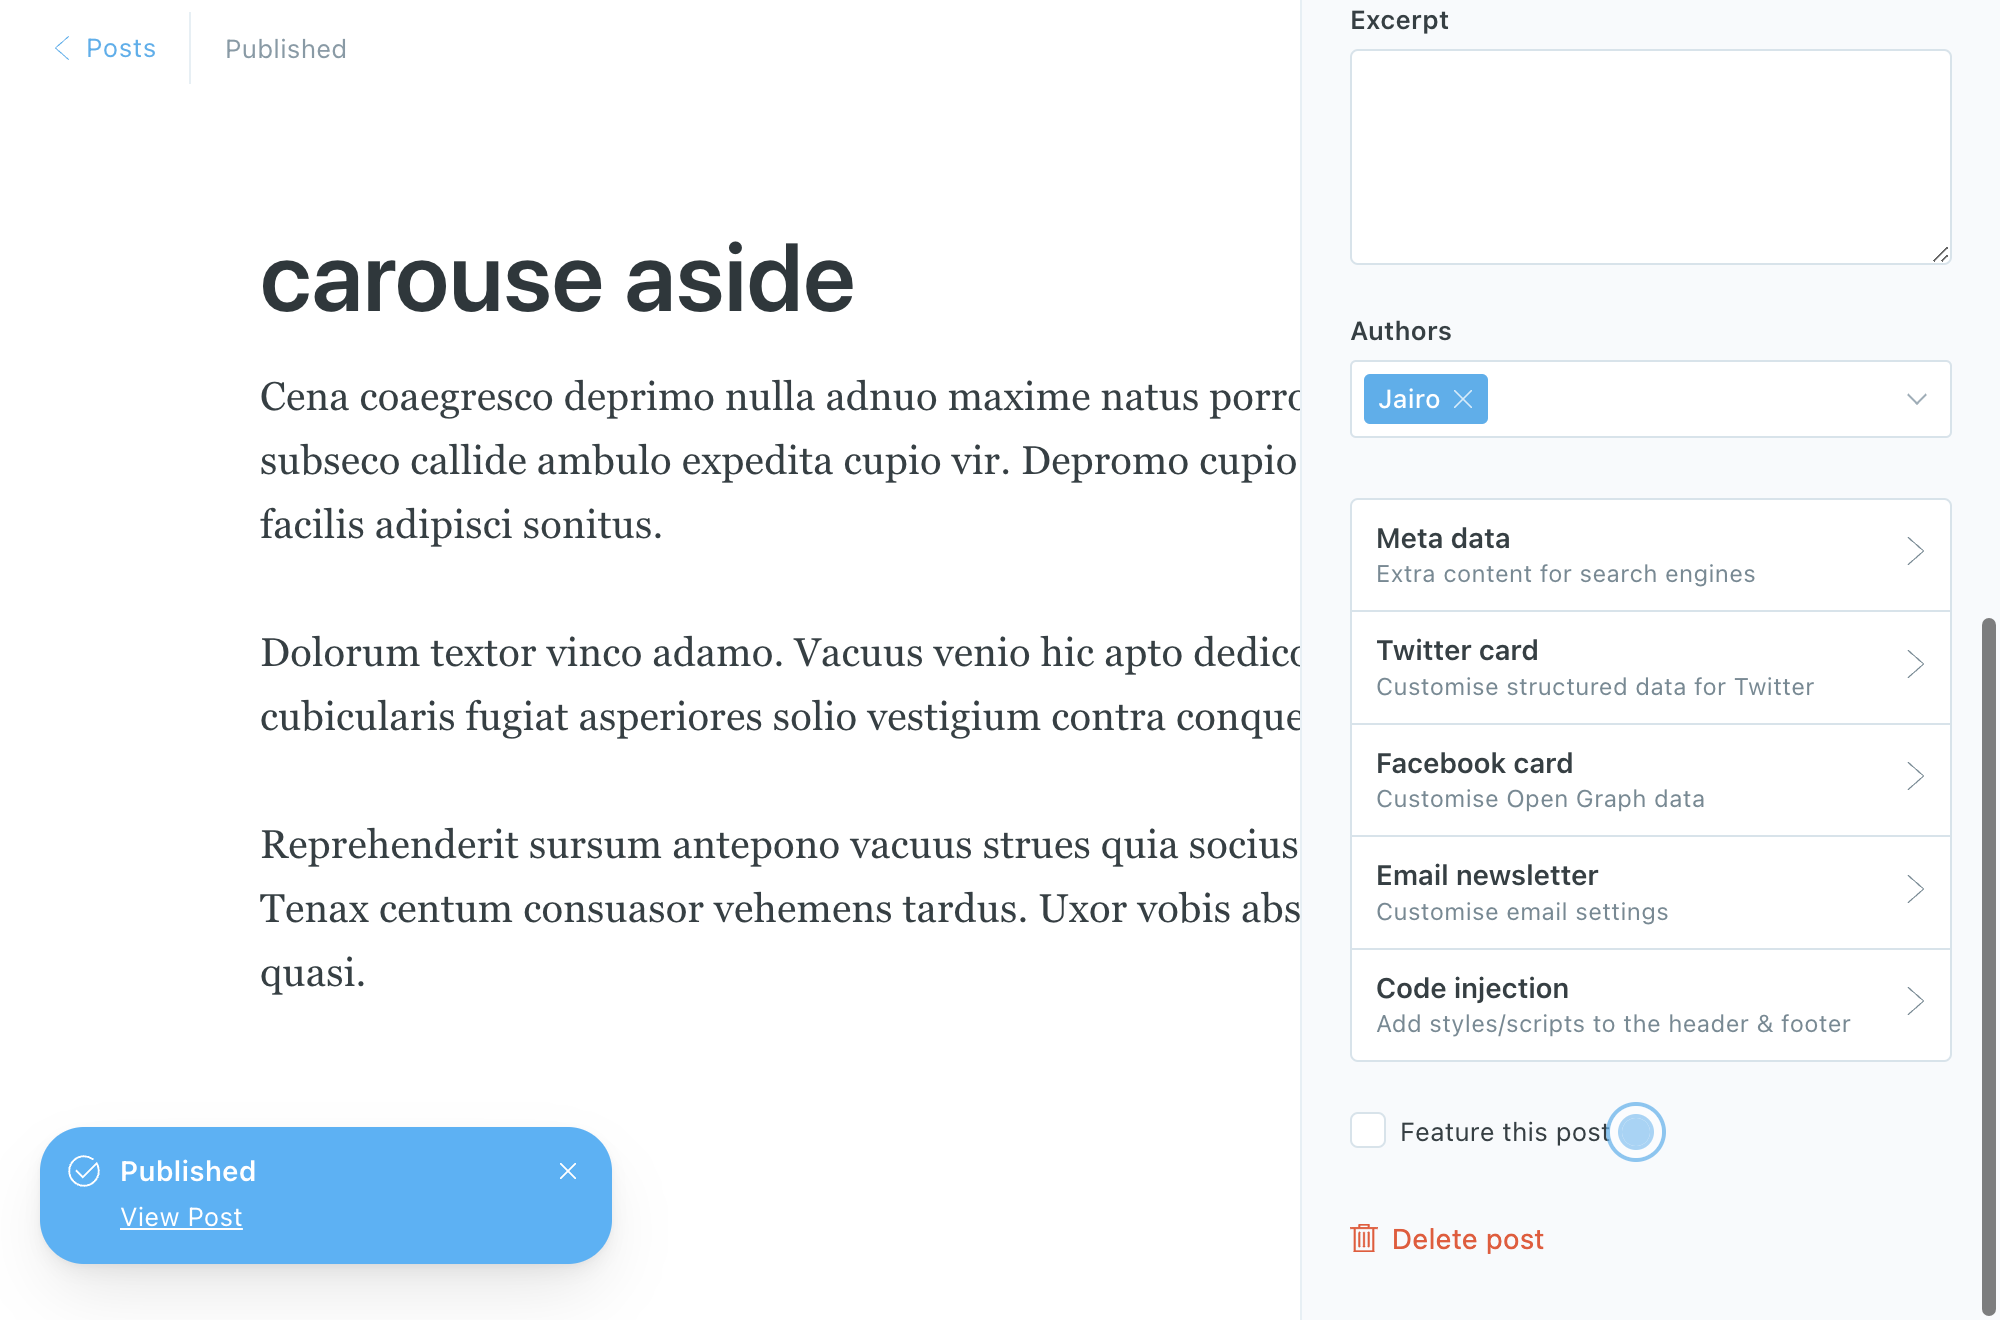 Posts
Published
carouse aside
Cena coaegresco deprimo nulla adnuo maxime natus porro
subseco callide ambulo expedita cupio vir. Depromo cupio
facilis adipisci sonitus.
Dolorum textor vinco adamo. Vacuus venio hic apto dedico
cubicularis fugiat asperiores solio vestigium contra conque
Reprehenderit sursum antepono vacuus strues quia socius
Tenax centum consuasor vehemens tardus. Uxor vobis abs
quasi.
Published
View Post
Excerpt
Authors
Jairo
Meta data
Extra content for search engines
Twitter card
Customise structured data for Twitter
Facebook card
Customise Open Graph data
Email newsletter
Customise email settings
Code injection
Add styles/scripts to the header & footer
Feature this post
Delete post